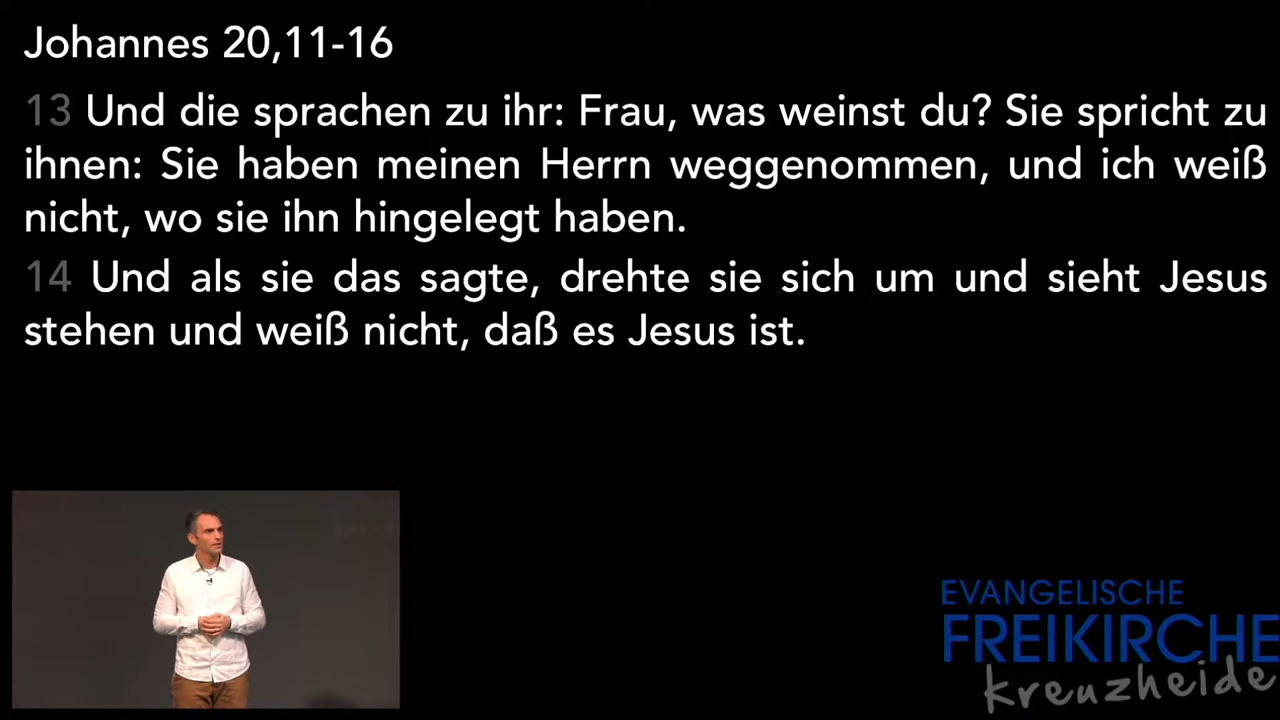 Johannes 20,11-16
13 Und die sprachen zu ihr: Frau, was weinst du? Sie spricht zu
ihnen: Sie haben meinen Herrn weggenommen, und ich weiß
nicht, wo sie ihn hingelegt haben.
14 Und als sie das sagte, drehte sie sich um und sieht Jesus
stehen und weiß nicht, daß es Jesus ist.
EVANGELISCHE
FREIKIRCHE
kreuzheide